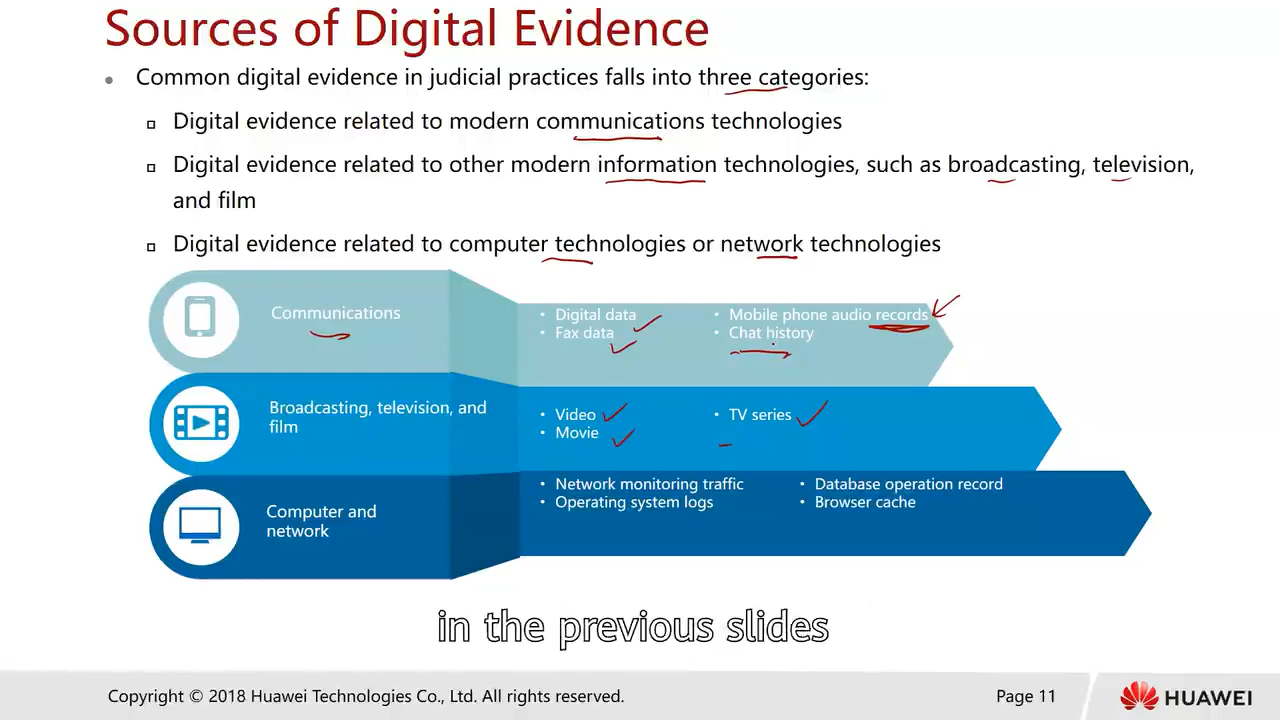 Sources of Digital Evidence
• Common digital evidence in judicial practices falls into three categories:
Digital evidence related to modern communications technologies
Digital evidence related to other modern information technologies, such as broadcasting, television,
and film
Digital evidence related to computer technologies or network technologies
Communications
• Digital data
• Fax data
• Mobile phone audio records
• Chat history
Broadcasting, television, and
film
• Video
• Movie
• TV series
Computer and
network
• Network monitoring traffic
• Operating system logs
• Database operation record
• Browser cache
in the previous slides
Copyright © 2018 Huawei Technologies Co., Ltd. All rights reserved.
Page 11
HUAWEI